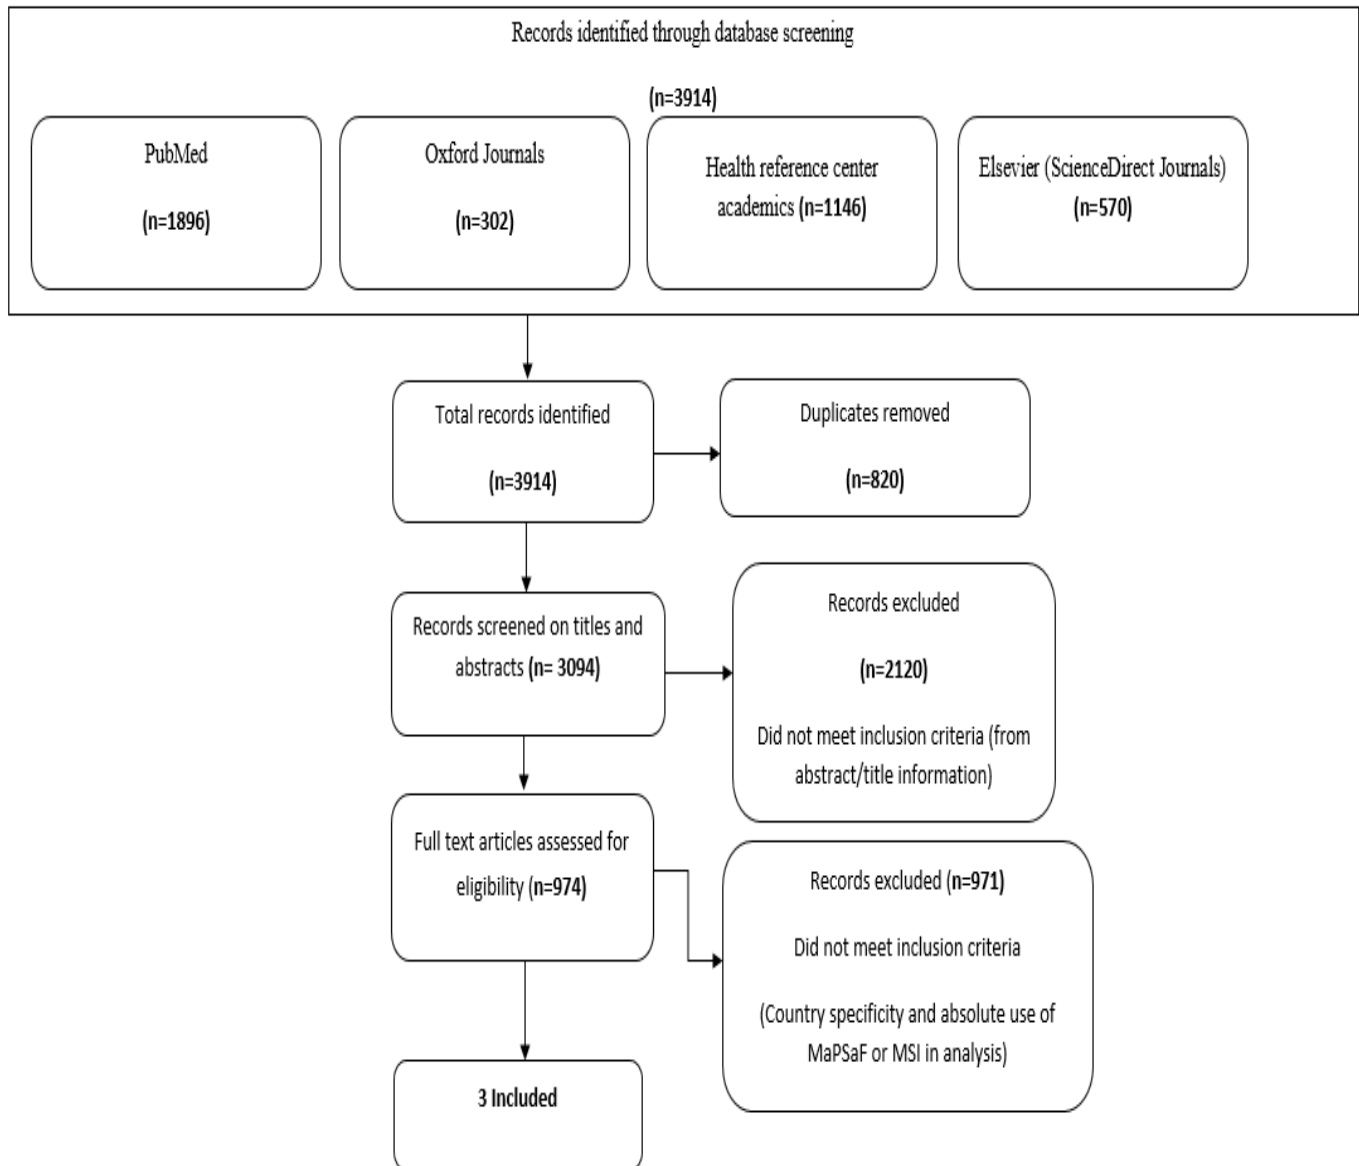 Records identified through database screening
(n=3914)
PubMed
(n=1896)
Oxford Journals
(n=302)
Health reference center
academics (n=1146)
Elsevier (ScienceDirect Journals)
(n=570)
Total records identified
(n=3914)
Duplicates removed
(n=820)
Records screened on titles and
abstracts (n= 3094)
Records excluded
(n=2120)
Did not meet inclusion criteria (from
abstract/title information)
Full text articles assessed for
eligibility (n=974)
Records excluded (n=971)
Did not meet inclusion criteria
(Country specificity and absolute use of
MaPSaF or MSI in analysis)
3 Included